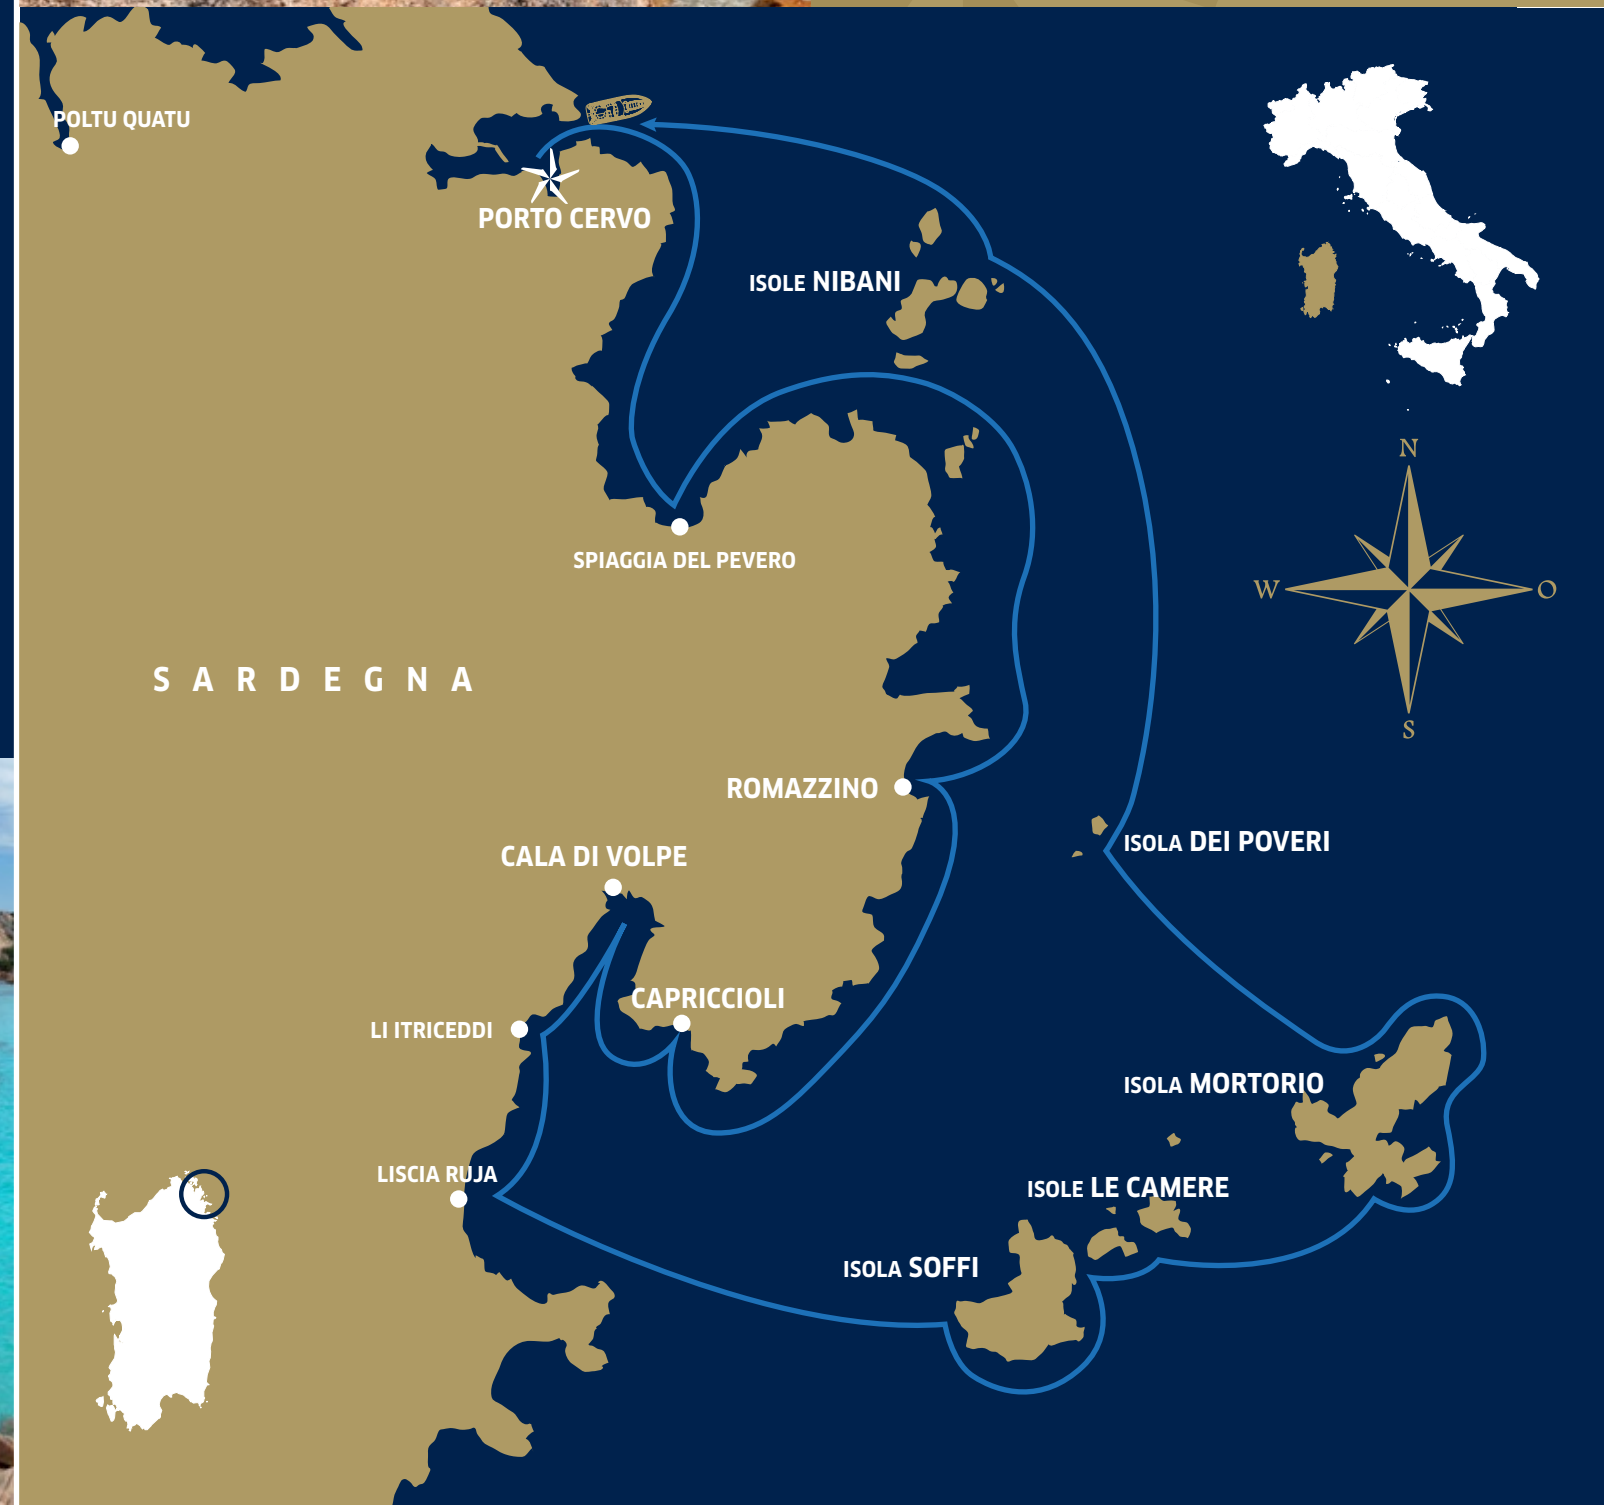 POLTU QUATU
PORTO CERVO
ISOLE NIBANI
N
W
O
S
SPIAGGIA DEL PEVERO
SARDEGNA
ROMAZZINO
ISOLA DEI POVERI
CALA DI VOLPE
CAPRICCIOLI
LI ITRICEDDI
ISOLA MORTORIO
LISCIA RUJA
ISOLE LE CAMERE
ISOLA SOFFI